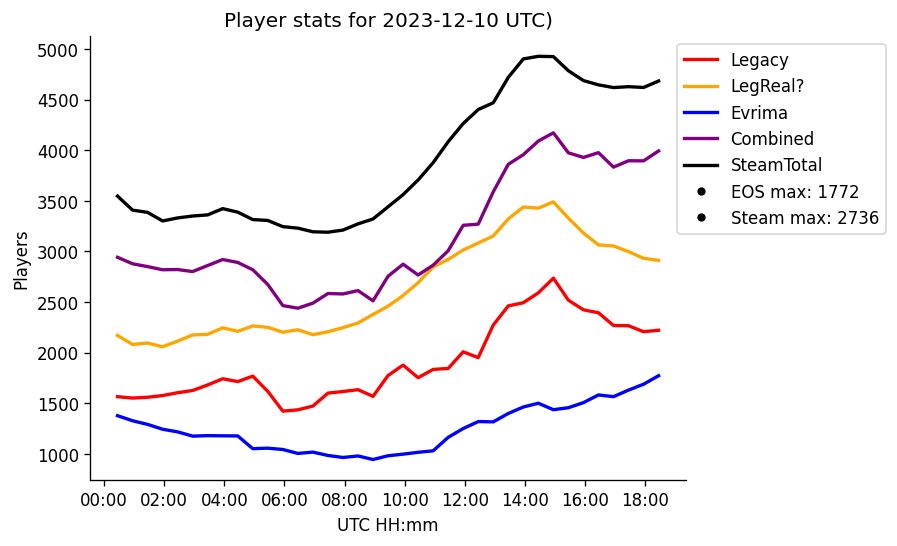 Player stats for 2023-12-10 UTC)
Players
5000
4500
4000
3500
3000
2500
2000
1500
1000
00:00 02:00 04:00 06:00 08:00 10:00 12:00 14:00 16:00 18:00
UTC HH:mm
Legacy
LegReal?
Evrima
Combined
SteamTotal
EOS max: 1772
Steam max: 2736